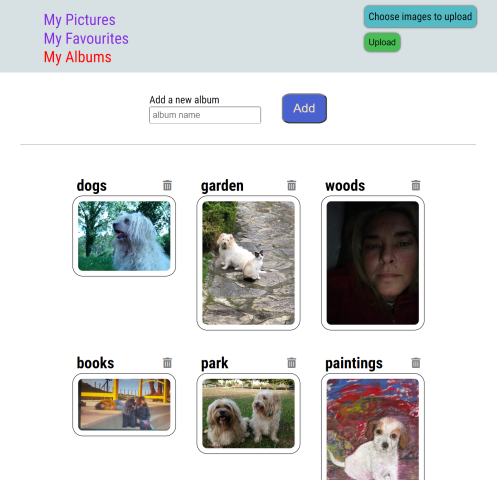 My Pictures
My Favourites
My Albums
Choose images to upload
Upload
Add a new album
album name
Add
dogs
garden
woods
books
park
paintings